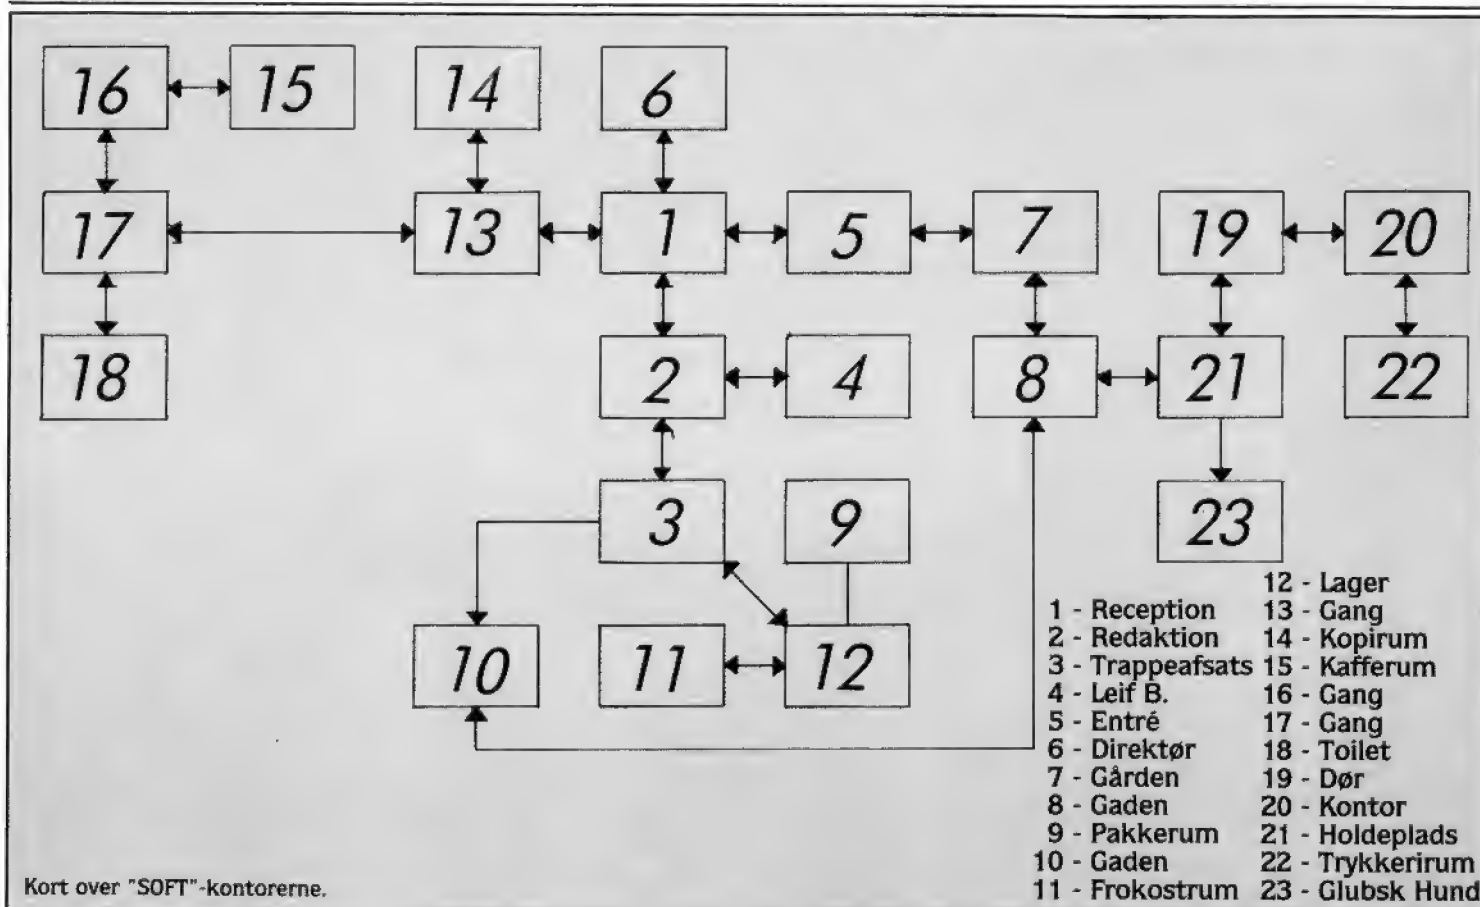 16 15 14 6
17 13 1 5 7 19 20
18 2 4 8 21 22
3 9 23
10 11 12
1 - Reception
2 - Redaktion
3 - Trappeafsats
4 - Leif B.
5 - Entré
6 - Direktør
7 - Gården
8 - Gaden
9 - Pakkerum
10 - Gaden
11 - Frokostrum
12 - Lager
13 - Gang
14 - Kopirum
15 - Kafferum
16 - Gang
17 - Gang
18 - Toilet
19 - Dør
20 - Kontor
21 - Holdeplads
22 - Trykkerirum
23 - Glubsk Hund
Kort over "SOFT"-kontorerne.